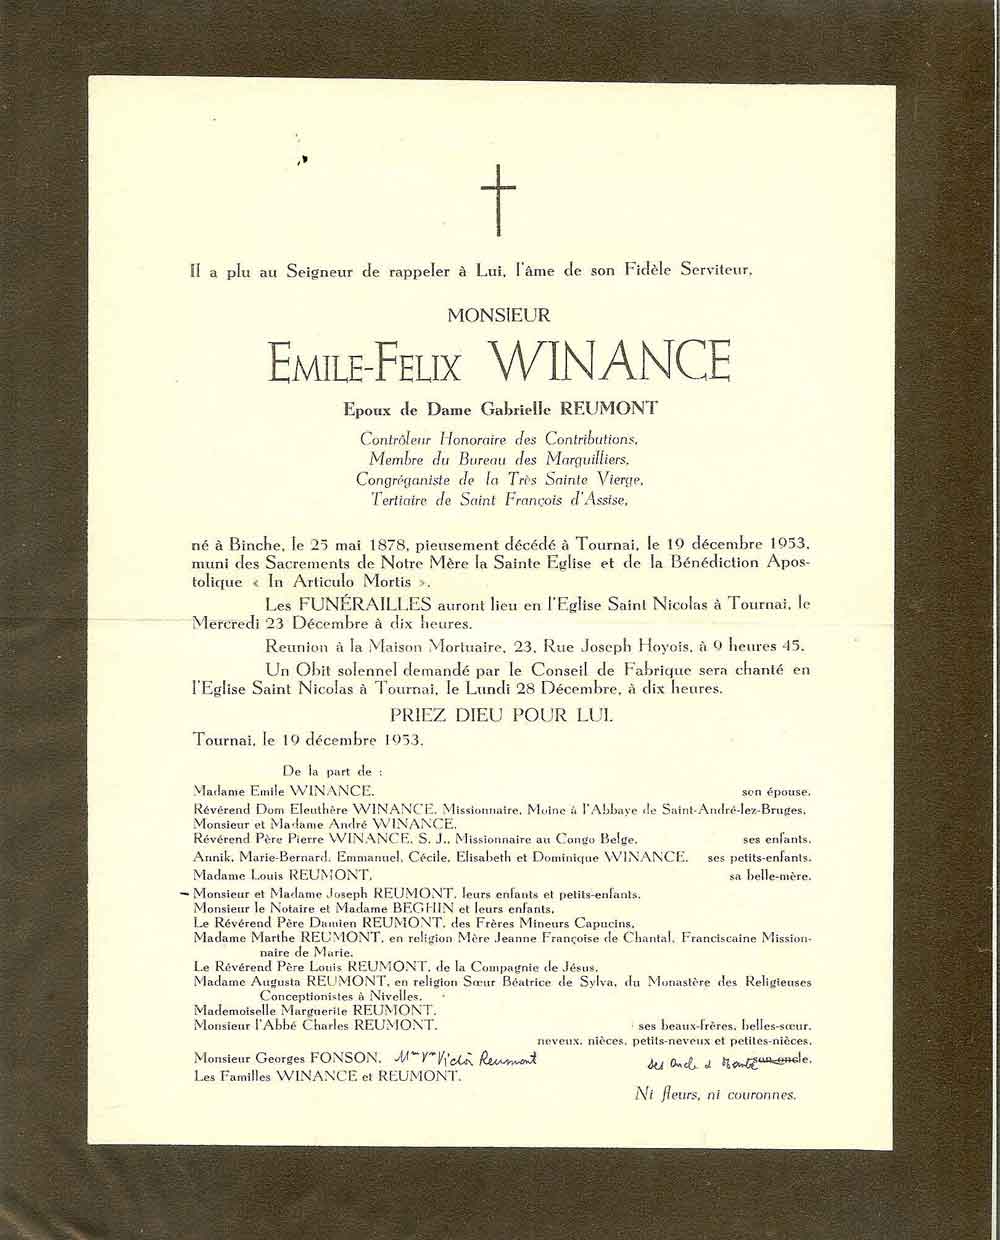 Il a plu au Seigneur de rappeler à Lui, l'âme de son Fidèle Serviteur,
MONSIEUR
EMILE-FELIX WINANCE
Epoux de Dame Gabrielle REUMONT
Contrôleur Honoraire des Contributions,
Membre du Bureau des Marguilliers,
Congréganiste de la Très Sainte Vierge,
Tertiaire de Saint François d'Assise,
né à Binche, le 25 mai 1878, pieusement décédé à Tournai, le 19 décembre 1953,
muni des Sacrements de Notre Mère la Sainte Eglise et de la Bénédiction Apos-
tolique « In Articulo Mortis ».
Les FUNÉRAILLES auront lieu en l'Eglise Saint Nicolas à Tournai, le
Mercredi 23 Décembre à dix heures.
Reunion à la Maison Mortuaire, 23, Rue Joseph Hoyois, à 9 heures 45.
Un Obit solennel demandé par le Conseil de Fabrique sera chanté en
l'Eglise Saint Nicolas à Tournai, le Lundi 28 Décembre, à dix heures.
PRIEZ DIEU POUR LUI.
Tournai, le 19 décembre 1953.
De la part de :
Madame Emile WINANCE, son épouse.
Révérend Dom Eleuthère WINANCE, Missionnaire, Moine à l'Abbaye de Saint-André-lez-Bruges,
Monsieur et Madame André WINANCE,
Révérend Père Pierre WINANCE, S. J., Missionnaire au Congo Belge, ses enfants.
Annik, Marie-Bernard, Emmanuel, Cécile, Elisabeth et Dominique WINANCE, ses petits-enfants.
Madame Louis REUMONT, sa belle-mère.
Monsieur et Madame Joseph REUMONT, leurs enfants et petits-enfants,
Monsieur le Notaire et Madame BEGHIN et leurs enfants,
Le Révérend Père Damien REUMONT, des Frères Mineurs Capucins,
Madame Marthe REUMONT, en religion Mère Jeanne Françoise de Chantal, Franciscaine Mission-
naire de Marie,
Le Révérend Père Louis REUMONT, de la Compagnie de Jésus,
Madame Augusta REUMONT, en religion Sœur Béatrice de Sylva, du Monastère des Religieuses
Conceptionistes à Nivelles,
Mademoiselle Marguerite REUMONT,
Monsieur l'Abbé Charles REUMONT, ses beaux-frères, belles-sœur,
neveux, nièces, petits-neveux et petites-nièces,
Monsieur Georges FONSON, Mme Vve Victor Reumont ses oncle et tante son oncle.
Les Familles WINANCE et REUMONT.
Ni fleurs, ni couronnes.